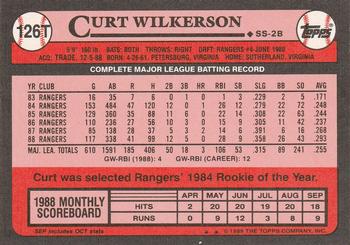 126T
CURT WILKERSON
SS-2B
Topps
5'9" 160 lb. BATS: BOTH THROWS: RIGHT DRFT: RANGERS #4-JUNE 1980
ACQ: TRADE, 12-5-88 BORN: 4-26-61, PETERSBURG, VIRGINIA HOME: SUTHERLAND, VIRGINIA
COMPLETE MAJOR LEAGUE BATTING RECORD
YR CLUB G AB R H 2B 3B HR RBI SB SLG BB SO AVG
83 RANGERS 16 35 7 6 0 1 0 1 3 .229 2 5 .171
84 RANGERS 153 484 47 120 12 0 1 26 12 .279 22 72 .248
85 RANGERS 129 360 35 88 11 6 0 22 14 .308 22 63 .244
86 RANGERS 110 236 27 56 10 3 0 15 9 .305 11 42 .237
87 RANGERS 85 138 28 37 5 3 2 14 6 .391 6 16 .268
88 RANGERS 117 338 41 99 12 5 0 28 9 .358 26 43 .293
MAJ. LEA. TOTALS 610 1591 185 406 50 18 3 106 53 89 241 .255
GW-RBI (1988): 4 GW-RBI (CAREER): 12
Curt was selected Rangers' 1984 Rookie of the Year.
1988 MONTHLY SCOREBOARD
APR MAY JUN JUL AUG SEP
HITS 2 20 17 22 20 18
RUNS 0 9 12 2 9 9
SEP includes OCT stats
© 1989 THE TOPPS COMPANY, INC.